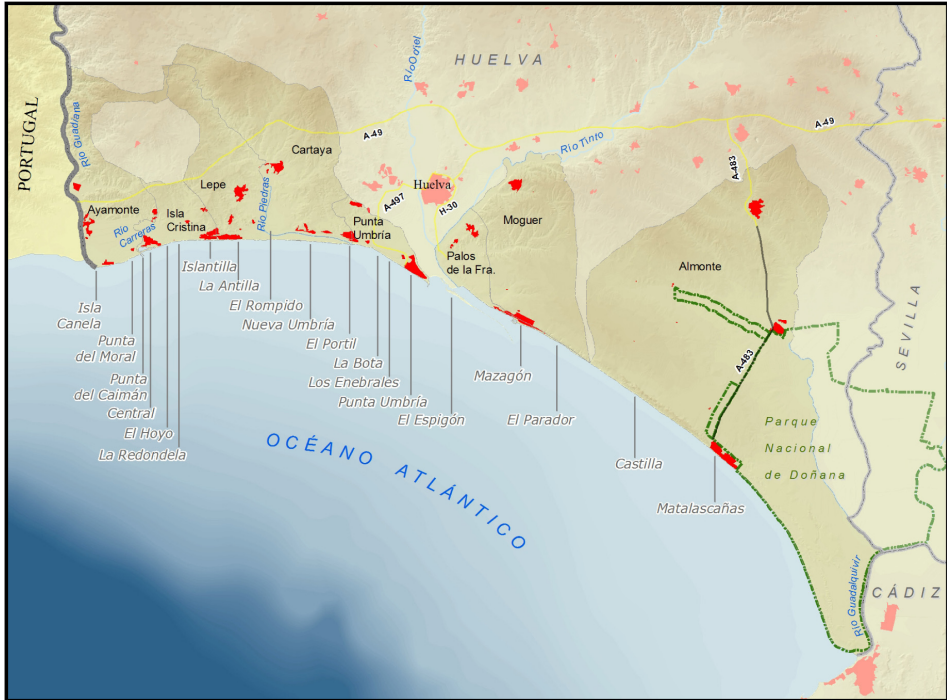 HUELVA
Río Odiel
PORTUGAL
Río Guadiana
A-49
A-49
Río Tinto
A-483
Cartaya
Lepe
Río Piedras
Huelva
A-497
H-30
Ayamonte
Río
Carreras
Isla
Cristina
Punta
Umbría
Moguer
Palos
de la Fra.
Almonte
SEVILLA
A-483
Islantilla
La Antilla
El Rompido
Nueva Umbría
El Portil
La Bota
Los Enebrales
Punta Umbría
El Espigón
Isla
Canela
Punta
del Moral
Punta
del Caimán
Central
El Hoyo
La Redondela
Mazagón
El Parador
Castilla
Matalascañas
Parque
Nacional
de Doñana
OCÉANO ATLÁNTICO
Río Guadalquivir
CÁDIZ